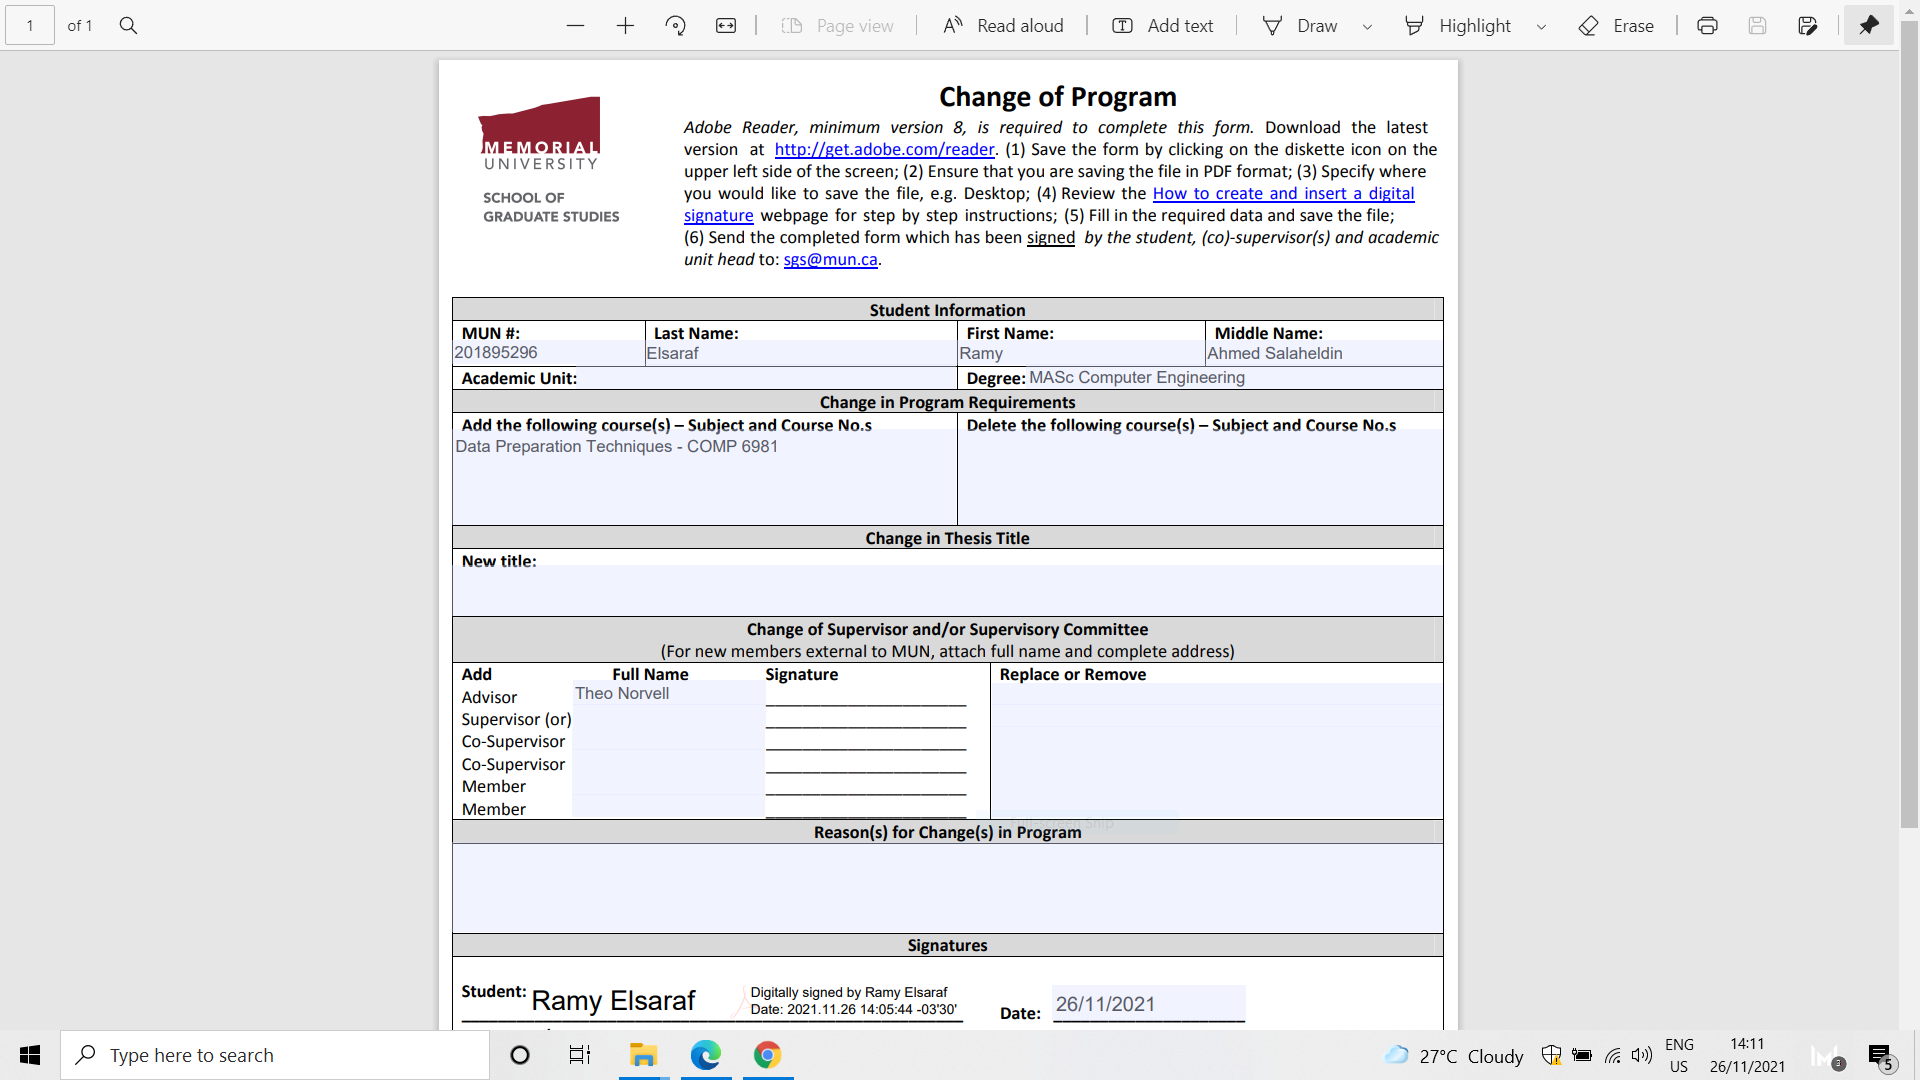 1 of 1 Page view Read aloud Add text Draw Highlight Erase
MEMORIAL
UNIVERSITY
SCHOOL OF
GRADUATE STUDIES
Change of Program
Adobe Reader, minimum version 8, is required to complete this form. Download the latest
version at http://get.adobe.com/reader. (1) Save the form by clicking on the diskette icon on the
upper left side of the screen; (2) Ensure that you are saving the file in PDF format; (3) Specify where
you would like to save the file, e.g. Desktop; (4) Review the How to create and insert a digital
signature webpage for step by step instructions; (5) Fill in the required data and save the file;
(6) Send the completed form which has been signed by the student, (co)-supervisor(s) and academic
unit head to: sgs@mun.ca.
Student Information
MUN #: Last Name: First Name: Middle Name:
201895296 Elsaraf Ramy Ahmed Salaheldin
Academic Unit: Degree: MASc Computer Engineering
Change in Program Requirements
Add the following course(s) – Subject and Course No.s Delete the following course(s) – Subject and Course No.s
Data Preparation Techniques - COMP 6981
Change in Thesis Title
New title:
Change of Supervisor and/or Supervisory Committee
(For new members external to MUN, attach full name and complete address)
Add Full Name Signature Replace or Remove
Advisor Theo Norvell
Supervisor (or)
Co-Supervisor
Co-Supervisor
Member
Member
Full-screen Snip
Reason(s) for Change(s) in Program
Signatures
Student: Ramy Elsaraf Digitally signed by Ramy Elsaraf
Date: 2021.11.26 14:05:44 -03'30'
Date: 26/11/2021
Type here to search 27°C Cloudy ENG
US
14:11
26/11/2021
3
5